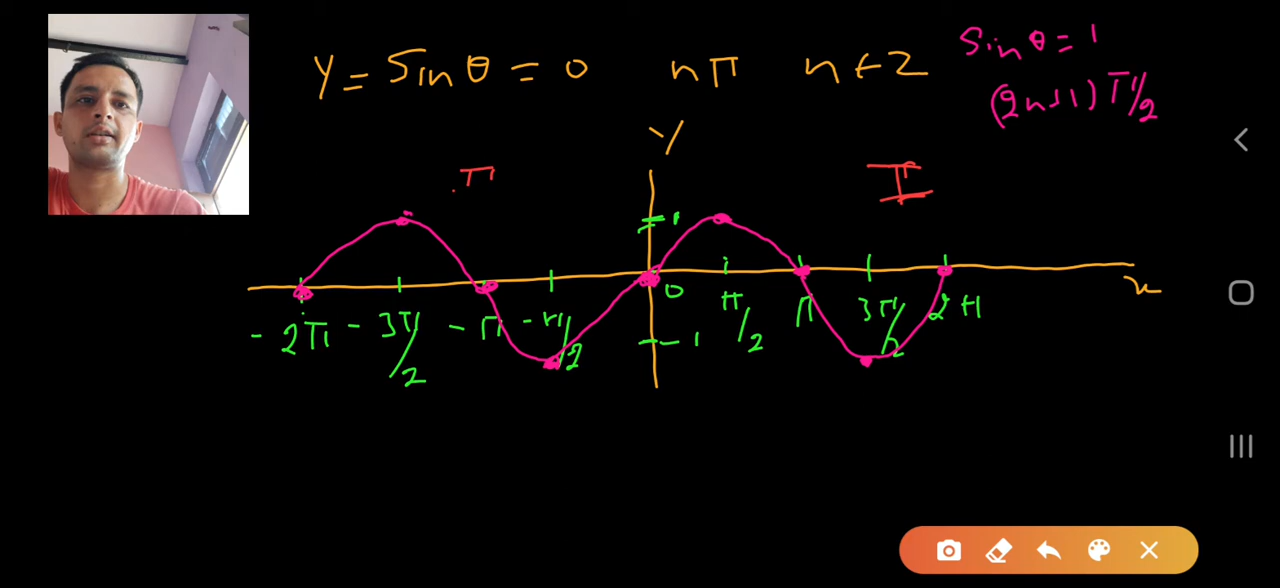 Y = Sin θ = 0 nπ n ∈ Z
Sin θ = 1
(2n+1) π/2
Y
π
I
1
0
x
- 2π - 3π/2 - π - π/2 π/2 π 3π/2 2π
- 1